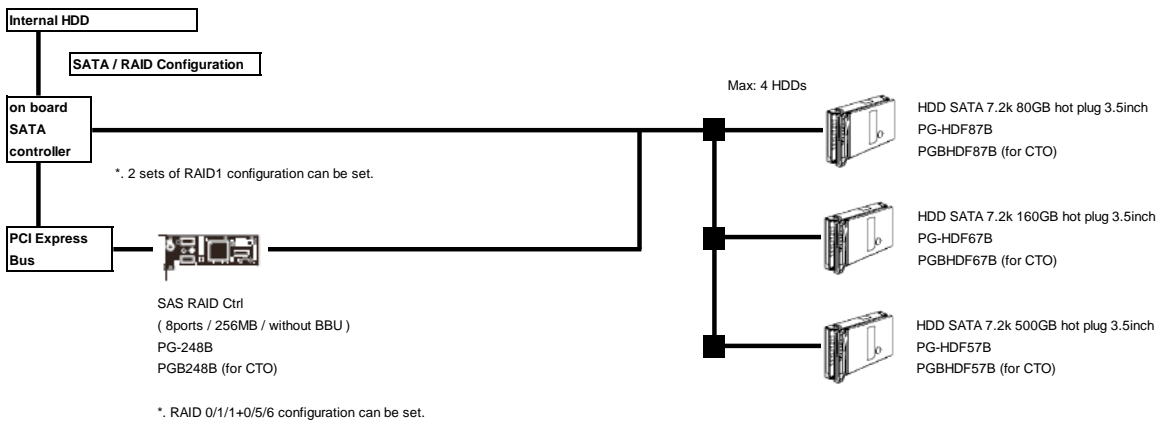 Internal HDD
SATA / RAID Configuration
Max: 4 HDDs
on board
SATA
controller
HDD SATA 7.2k 80GB hot plug 3.5inch
PG-HDF87B
PGBHDF87B (for CTO)
*. 2 sets of RAID1 configuration can be set.
PCI Express
Bus
HDD SATA 7.2k 160GB hot plug 3.5inch
PG-HDF67B
PGBHDF67B (for CTO)
SAS RAID Ctrl
( 8ports / 256MB / without BBU )
PG-248B
PGB248B (for CTO)
HDD SATA 7.2k 500GB hot plug 3.5inch
PG-HDF57B
PGBHDF57B (for CTO)
*. RAID 0/1/1+0/5/6 configuration can be set.